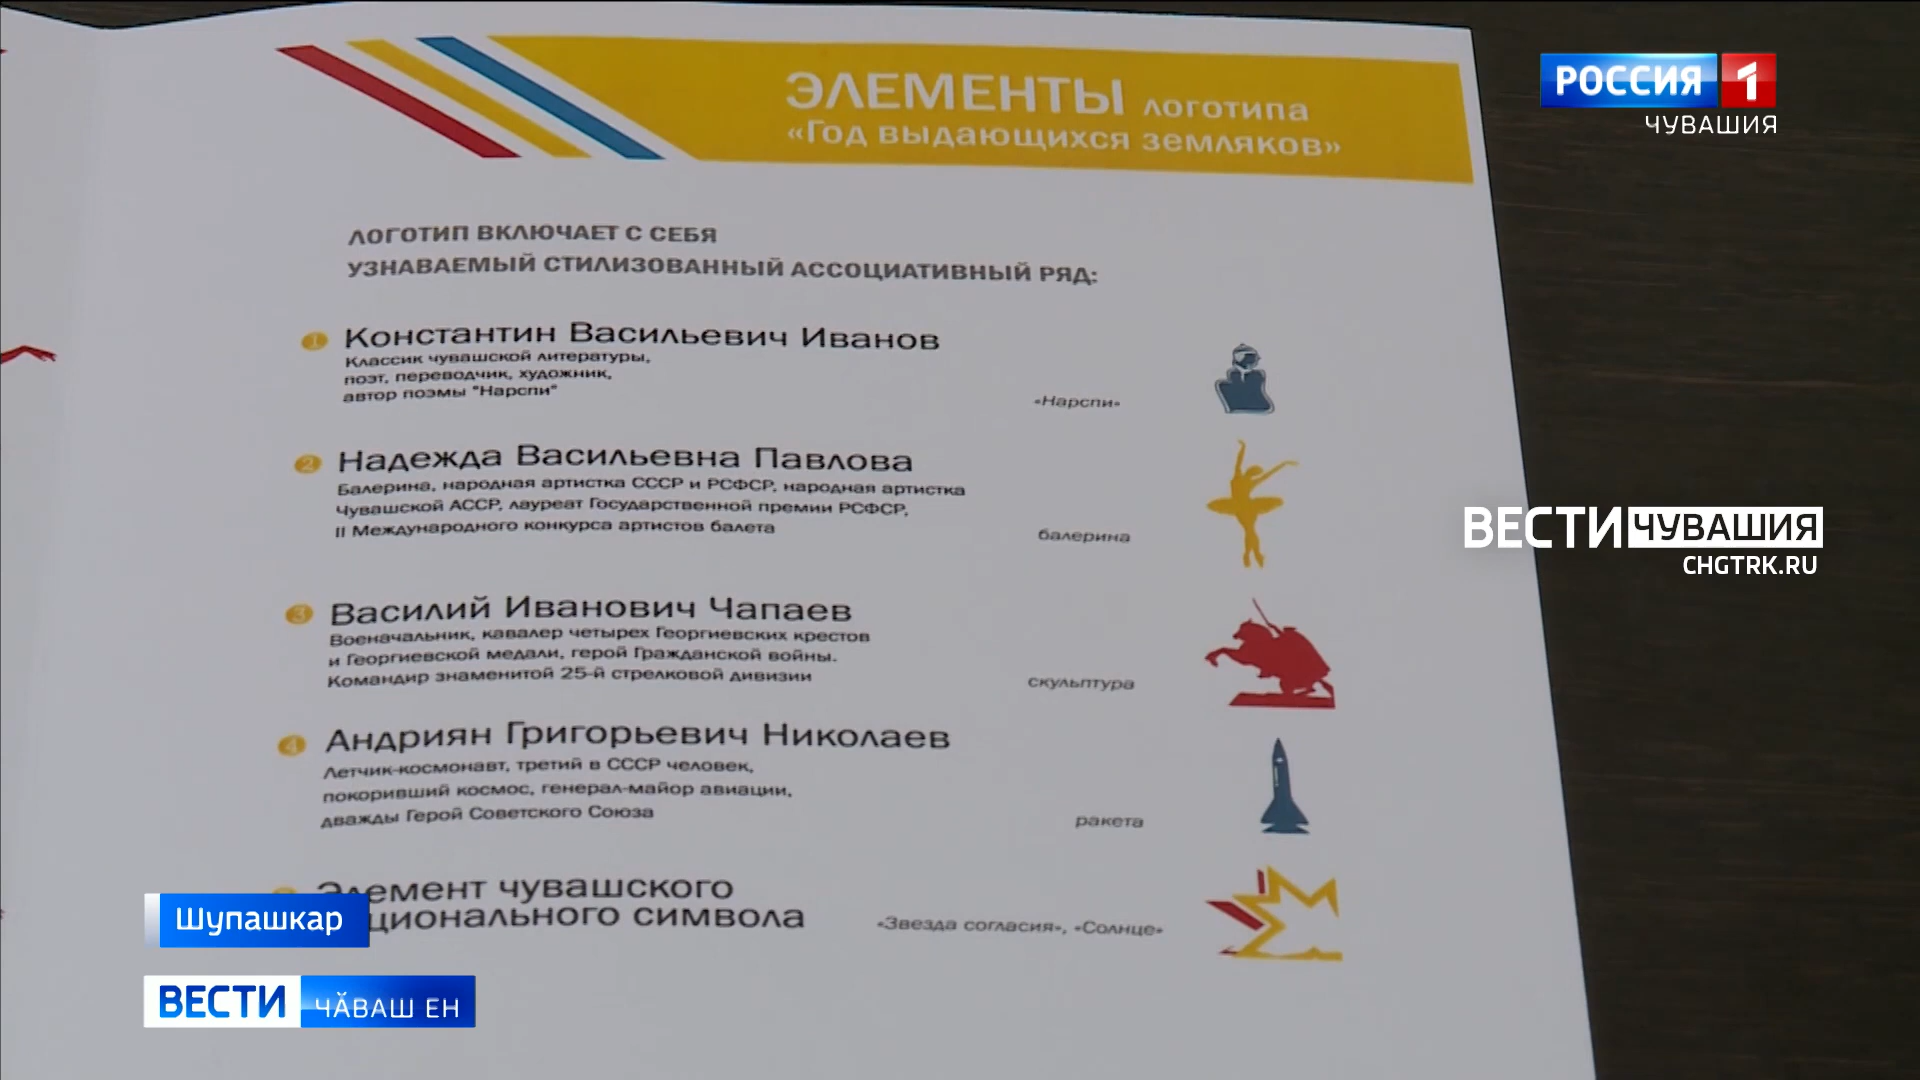 ЭЛЕМЕНТЫ логотипа
«Год выдающихся земляков»
РОССИЯ 1
ЧУВАШИЯ
ЛОГОТИП ВКЛЮЧАЕТ С СЕБЯ
УЗНАВАЕМЫЙ СТИЛИЗОВАННЫЙ АССОЦИАТИВНЫЙ РЯД:
1 Константин Васильевич Иванов
Классик чувашской литературы,
поэт, переводчик, художник,
автор поэмы "Нарспи"
«Нарспи»
2 Надежда Васильевна Павлова
Балерина, народная артистка СССР и РСФСР, народная артистка
Чувашской АССР, лауреат Государственной премии РСФСР,
II Международного конкурса артистов балета
балерина
ВЕСТИ ЧУВАШИЯ
CHGTRK.RU
3 Василий Иванович Чапаев
Военачальник, кавалер четырех Георгиевских крестов
и Георгиевской медали, герой Гражданской войны.
Командир знаменитой 25-й стрелковой дивизии
скульптура
4 Андриян Григорьевич Николаев
Летчик-космонавт, третий в СССР человек,
покоривший космос, генерал-майор авиации,
дважды Герой Советского Союза
ракета
Элемент чувашского
циионального символа
«Звезда согласия», «Солнце»
Шупашкар
ВЕСТИ ЧӐВАШ ЕН